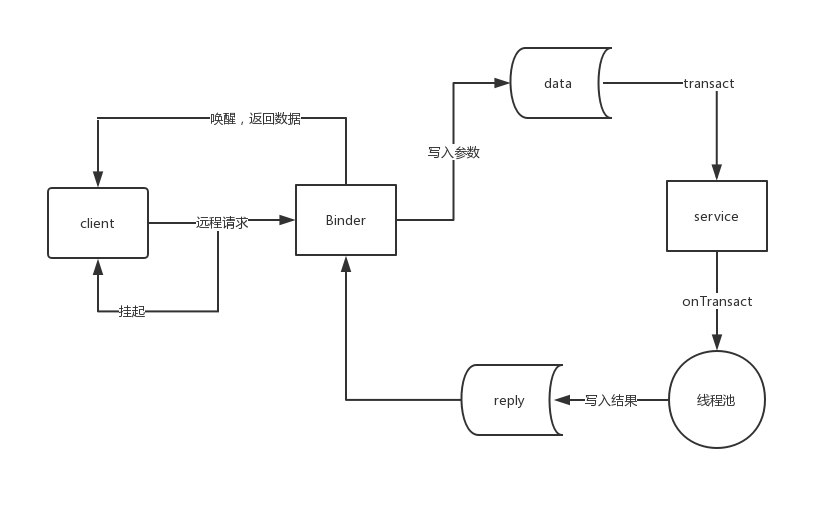 data
transact
唤醒，返回数据
写入参数
client
远程请求
Binder
service
挂起
onTransact
reply
写入结果
线程池